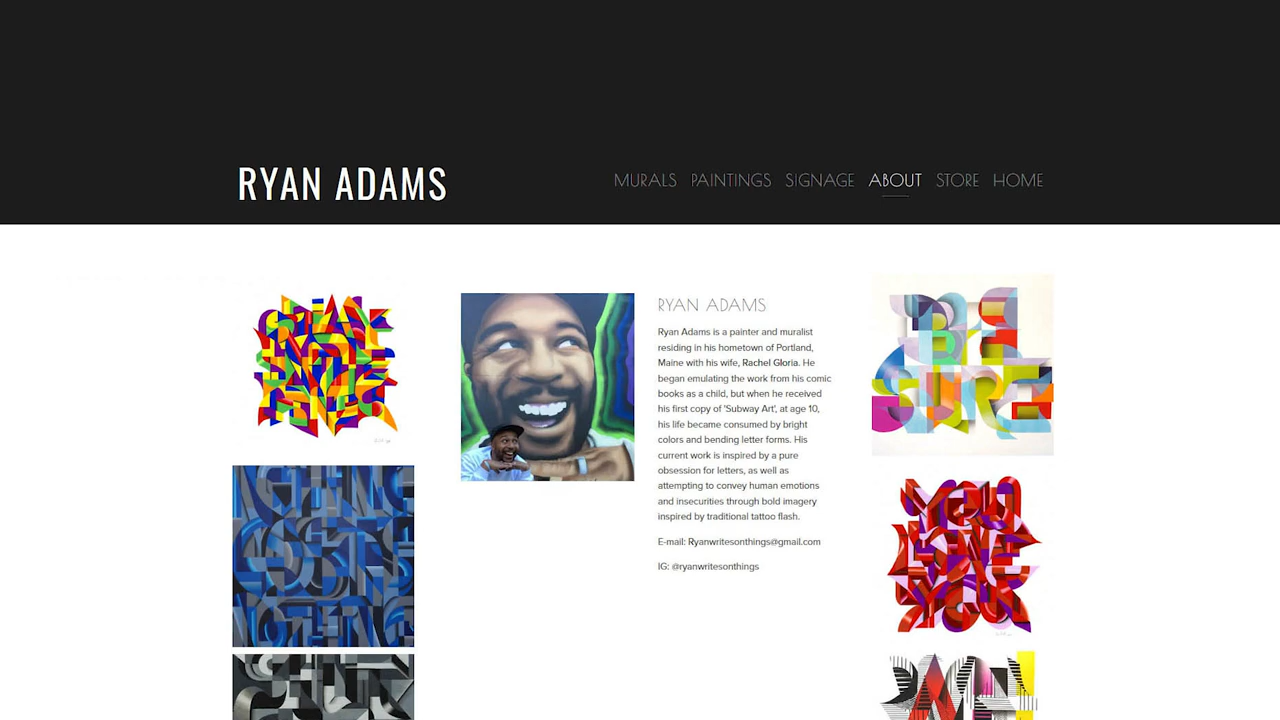 RYAN ADAMS
MURALS PAINTINGS SIGNAGE ABOUT STORE HOME
RYAN ADAMS
Ryan Adams is a painter and muralist
residing in his hometown of Portland,
Maine with his wife, Rachel Gloria. He
began emulating the work from his comic
books as a child, but when he received
his first copy of 'Subway Art', at age 10,
his life became consumed by bright
colors and bending letter forms. His
current work is inspired by a pure
obsession for letters, as well as
attempting to convey human emotions
and insecurities through bold imagery
inspired by traditional tattoo flash.
E-mail: Ryanwritesonthings@gmail.com
IG: @ryanwritesonthings
BE
SURE
YOU